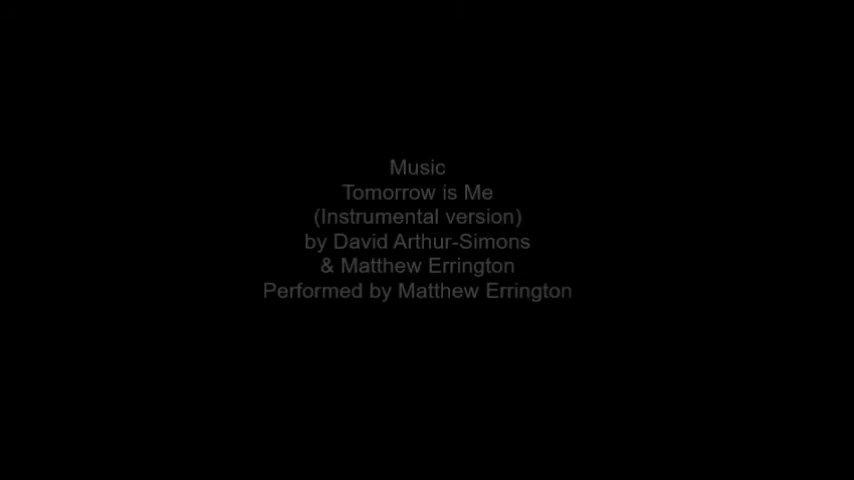 Music
Tomorrow is Me
(Instrumental version)
by David Arthur-Simons
& Matthew Errington
Performed by Matthew Errington